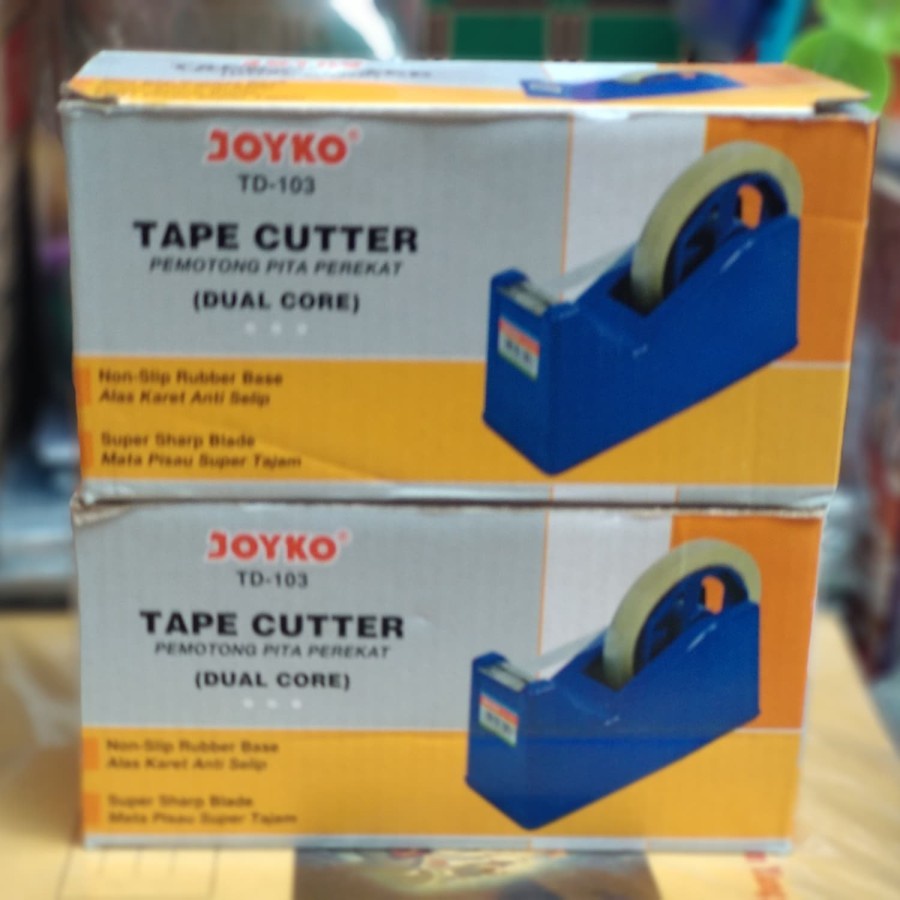 JOYKO
TD-103
TAPE CUTTER
PEMOTONG PITA PEREKAT
(DUAL CORE)
Non-Slip Rubber Base
Alas Karet Anti Selip
Super Sharp Blade
Mata Pisau Super Tajam
JOYKO
TD-103
TAPE CUTTER
PEMOTONG PITA PEREKAT
(DUAL CORE)
Non-Slip Rubber Base
Alas Karet Anti Selip
Super Sharp Blade
Mata Pisau Super Tajam